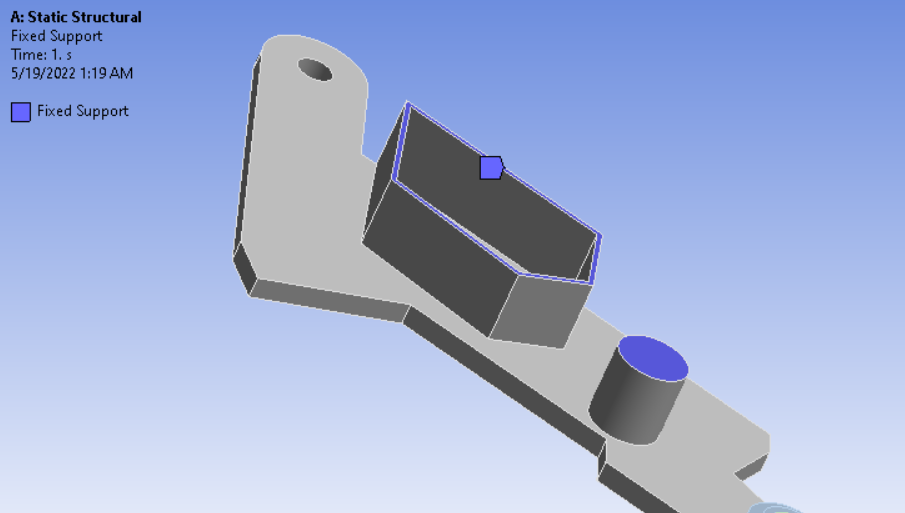 A: Static Structural
Fixed Support
Time: 1. s
5/19/2022 1:19 AM
Fixed Support